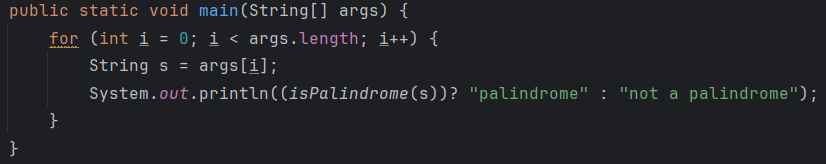 public static void main(String[] args) {
    for (int i = 0; i < args.length; i++) {
        String s = args[i];
        System.out.println((isPalindrome(s))? "palindrome" : "not a palindrome");
    }
}